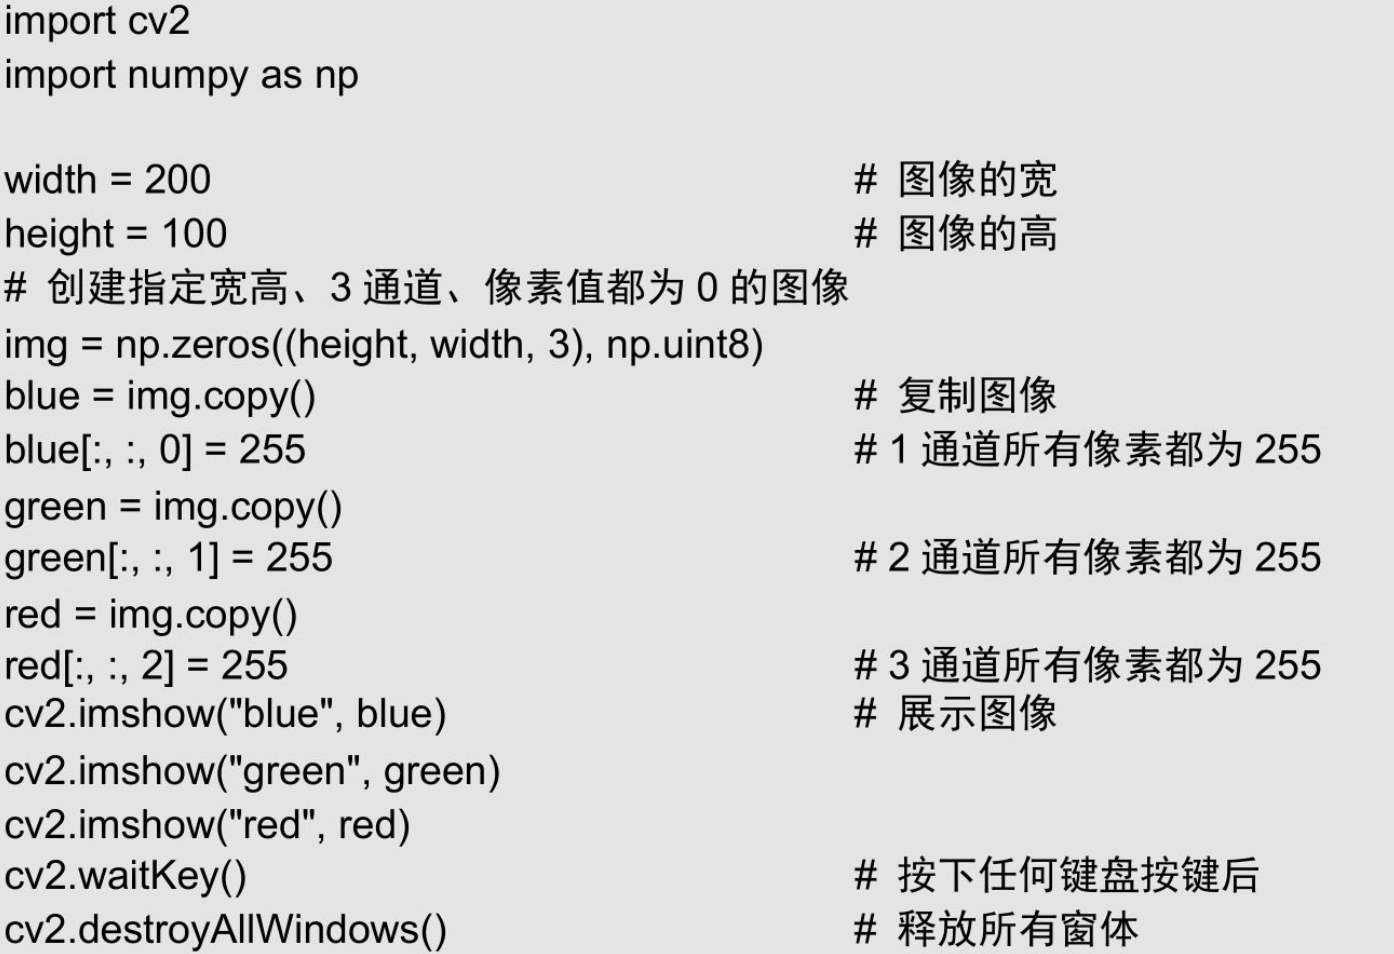 import cv2
import numpy as np
width = 200 # 图像的宽
height = 100 # 图像的高
# 创建指定宽高、3 通道、像素值都为 0 的图像
img = np.zeros((height, width, 3), np.uint8)
blue = img.copy() # 复制图像
blue[:, :, 0] = 255 # 1 通道所有像素都为 255
green = img.copy()
green[:, :, 1] = 255 # 2 通道所有像素都为 255
red = img.copy()
red[:, :, 2] = 255 # 3 通道所有像素都为 255
cv2.imshow("blue", blue) # 展示图像
cv2.imshow("green", green)
cv2.imshow("red", red)
cv2.waitKey() # 按下任何键盘按键后
cv2.destroyAllWindows() # 释放所有窗体